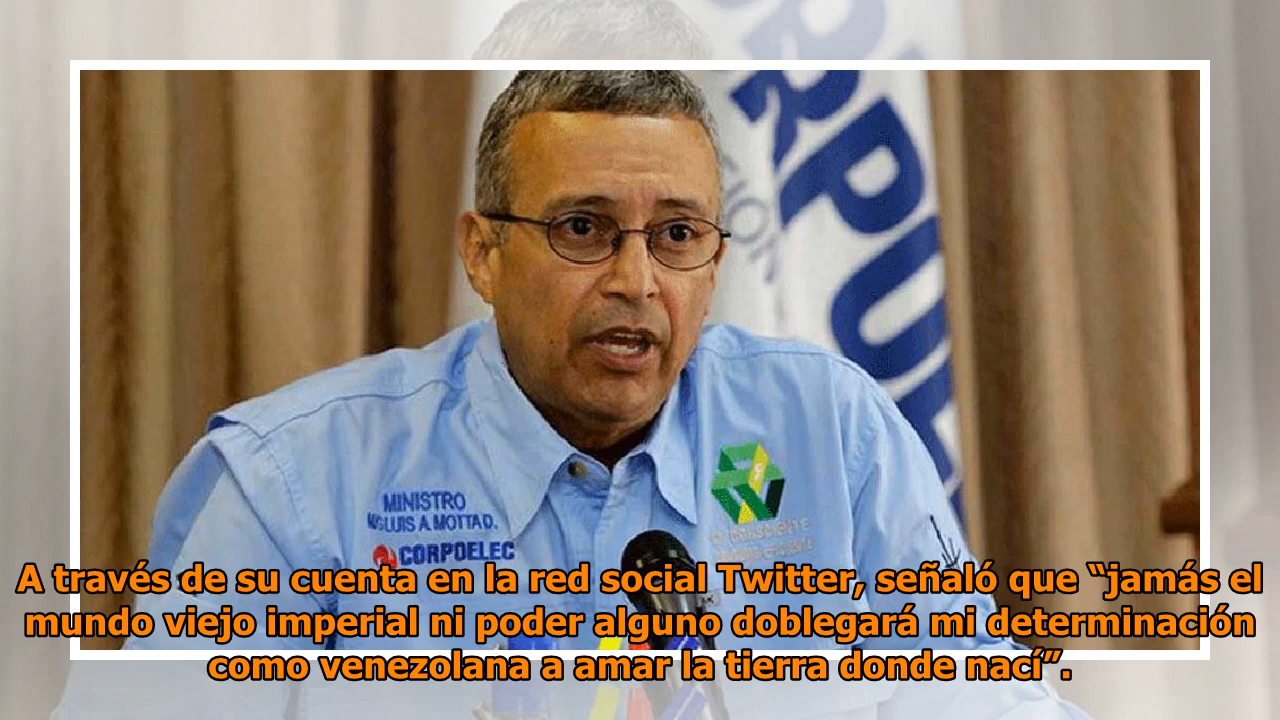 MINISTRO
LUIS A MOTTA D.
CORPOELEC
A través de su cuenta en la red social Twitter, señaló que “jamás el
mundo viejo imperial ni poder alguno doblegará mi determinación
como venezolana a amar la tierra donde nací”.